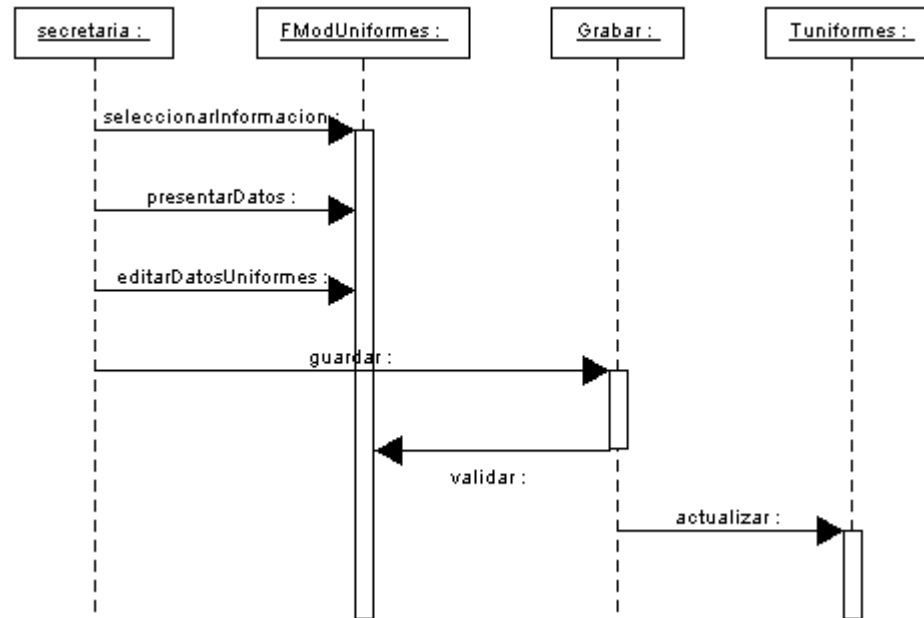 secretaria :
FModUniformes :
Grabar :
Tuniformes :
seleccionarInformacion :
presentarDatos :
editarDatosUniformes :
guardar :
validar :
actualizar :